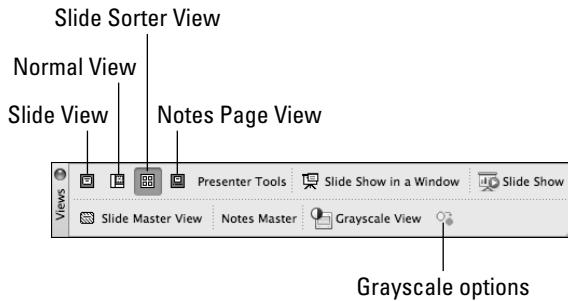 Slide Sorter View
Normal View
Slide View
Notes Page View
Views
Presenter Tools
Slide Show in a Window
Slide Show
Slide Master View
Notes Master
Grayscale View
Grayscale options